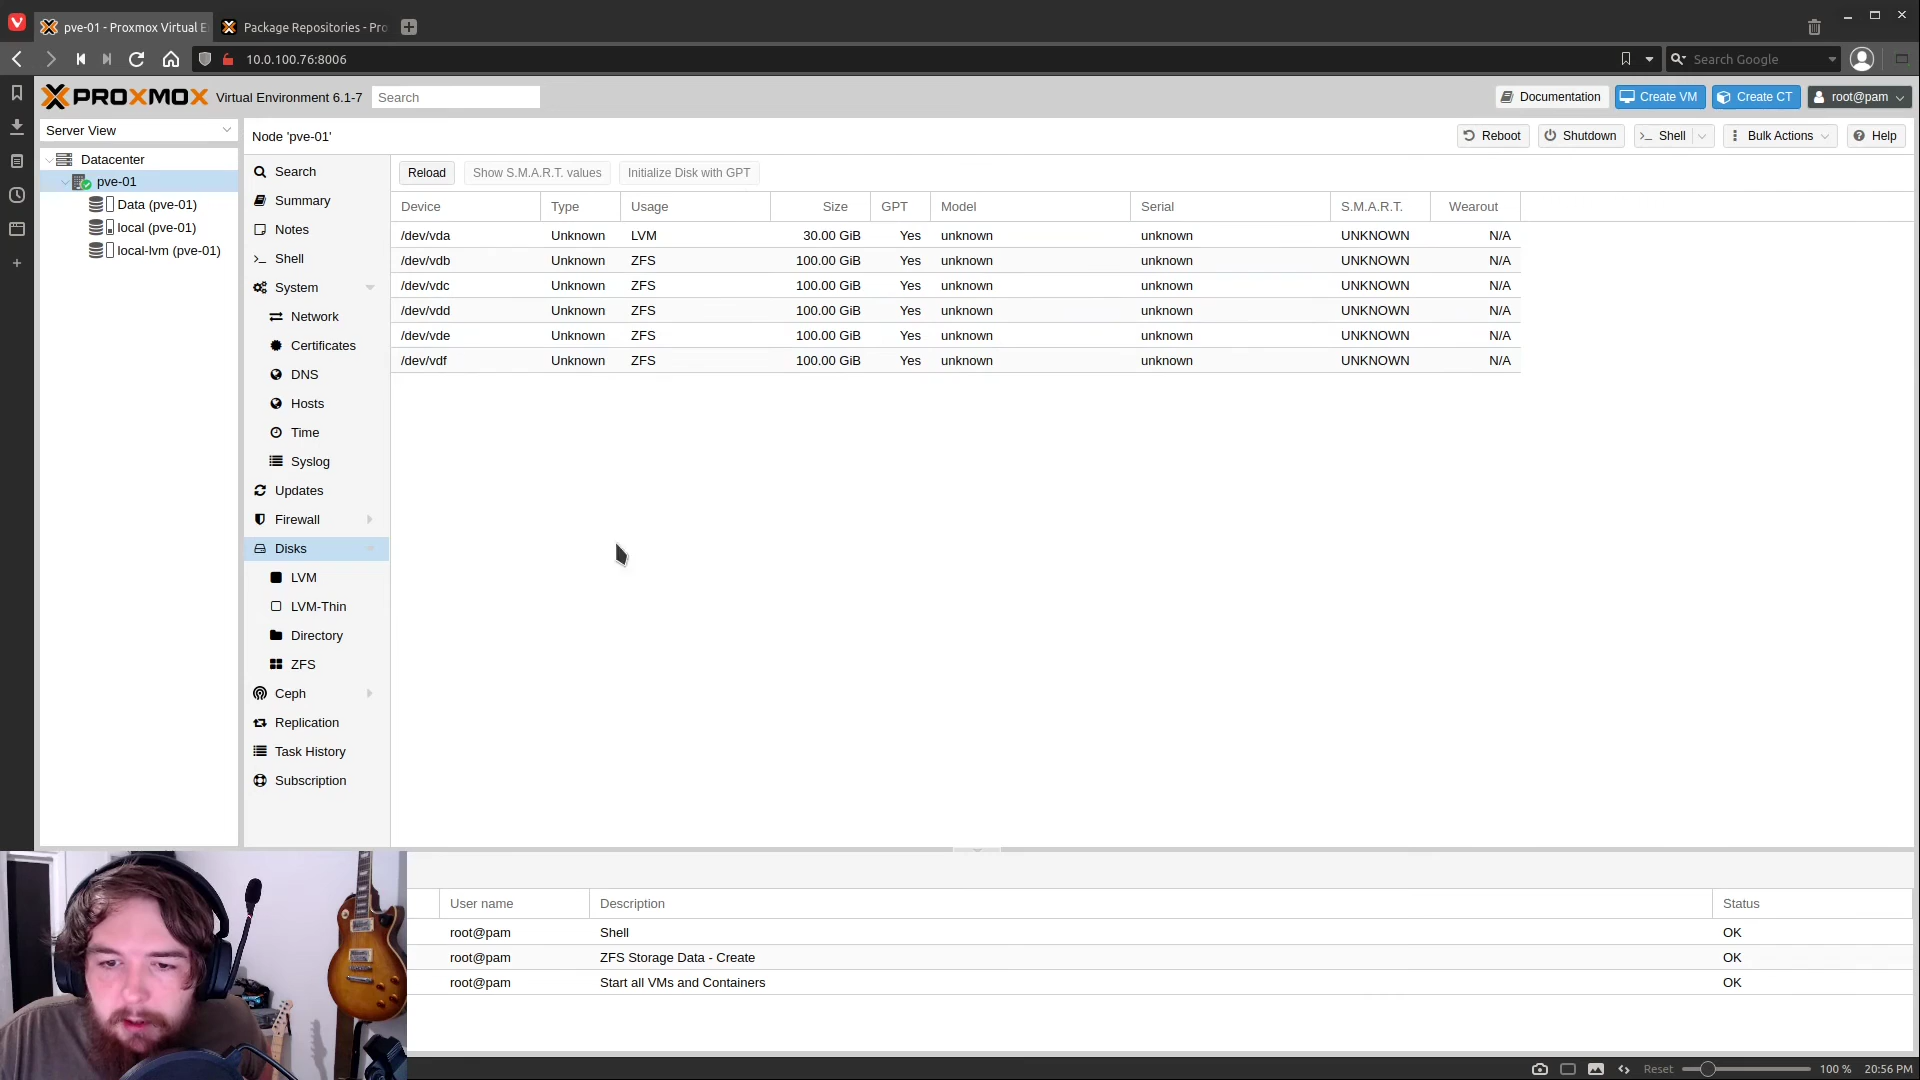 pve-01 - Proxmox Virtual E
Package Repositories - Pro
10.0.100.76:8006
Search Google
PROXMOX Virtual Environment 6.1-7
Search
Documentation
Create VM
Create CT
root@pam
Server View
Node 'pve-01'
Reboot
Shutdown
Shell
Bulk Actions
Help
Datacenter
pve-01
Data (pve-01)
local (pve-01)
local-lvm (pve-01)
Search
Summary
Notes
Shell
System
Network
Certificates
DNS
Hosts
Time
Syslog
Updates
Firewall
Disks
LVM
LVM-Thin
Directory
ZFS
Ceph
Replication
Task History
Subscription
Reload
Show S.M.A.R.T. values
Initialize Disk with GPT
Device Type Usage Size GPT Model Serial S.M.A.R.T. Wearout
/dev/vda Unknown LVM 30.00 GiB Yes unknown unknown UNKNOWN N/A
/dev/vdb Unknown ZFS 100.00 GiB Yes unknown unknown UNKNOWN N/A
/dev/vdc Unknown ZFS 100.00 GiB Yes unknown unknown UNKNOWN N/A
/dev/vdd Unknown ZFS 100.00 GiB Yes unknown unknown UNKNOWN N/A
/dev/vde Unknown ZFS 100.00 GiB Yes unknown unknown UNKNOWN N/A
/dev/vdf Unknown ZFS 100.00 GiB Yes unknown unknown UNKNOWN N/A
User name Description Status
root@pam Shell OK
root@pam ZFS Storage Data - Create OK
root@pam Start all VMs and Containers OK
Reset
100 %
20:56 PM